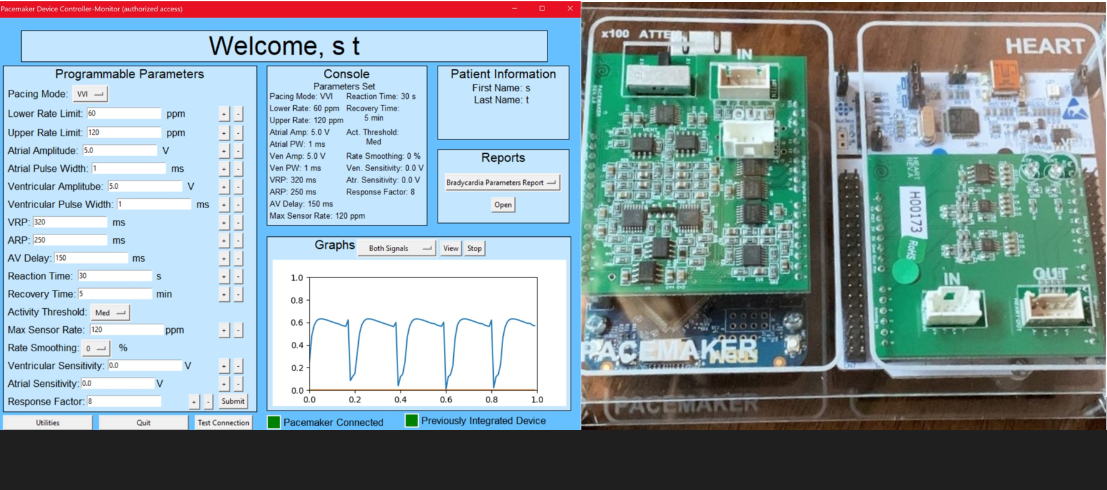 Pacemaker Device Controller-Monitor (authorized access)
Welcome, s t
Programmable Parameters
Pacing Mode: VVI
Lower Rate Limit: 60 ppm + -
Upper Rate Limit: 120 ppm + -
Atrial Amplitude: 5.0 V + -
Atrial Pulse Width: 1 ms + -
Ventricular Amplitube: 5.0 V + -
Ventricular Pulse Width: 1 ms + -
VRP: 320 ms + -
ARP: 250 ms + -
AV Delay: 150 ms + -
Reaction Time: 30 s + -
Recovery Time: 5 min + -
Activity Threshold: Med
Max Sensor Rate: 120 ppm + -
Rate Smoothing: 0 %
Ventricular Sensitivity: 0.0 V + -
Atrial Sensitivity: 0.0 V + -
Response Factor: 8 + - Submit
Utilities Quit Test Connection
Console
Parameters Set
Pacing Mode: VVI Reaction Time: 30 s
Lower Rate: 60 ppm Recovery Time:
5 min
Upper Rate: 120 ppm
Atrial Amp: 5.0 V Act. Threshold:
Atrial PW: 1 ms Med
Ven Amp: 5.0 V Rate Smoothing: 0 %
Ven PW: 1 ms Ven. Sensitivity: 0.0 V
VRP: 320 ms Atr. Sensitivity: 0.0 V
ARP: 250 ms Response Factor: 8
AV Delay: 150 ms
Max Sensor Rate: 120 ppm
Patient Information
First Name: s
Last Name: t
Reports
Bradycardia Parameters Report
Open
Graphs Both Signals View Stop
1.0
0.8
0.6
0.4
0.2
0.0
0.0 0.2 0.4 0.6 0.8 1.0
Pacemaker Connected Previously Integrated Device
x100 ATTEN
IN
PACEMAKER
PACEMAKER
HEART
H00173
RoHS
IN OUT